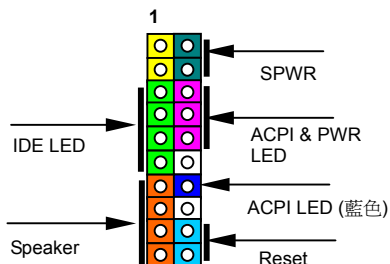 1
SPWR
IDE LED
ACPI & PWR
LED
ACPI LED (藍色)
Speaker
Reset